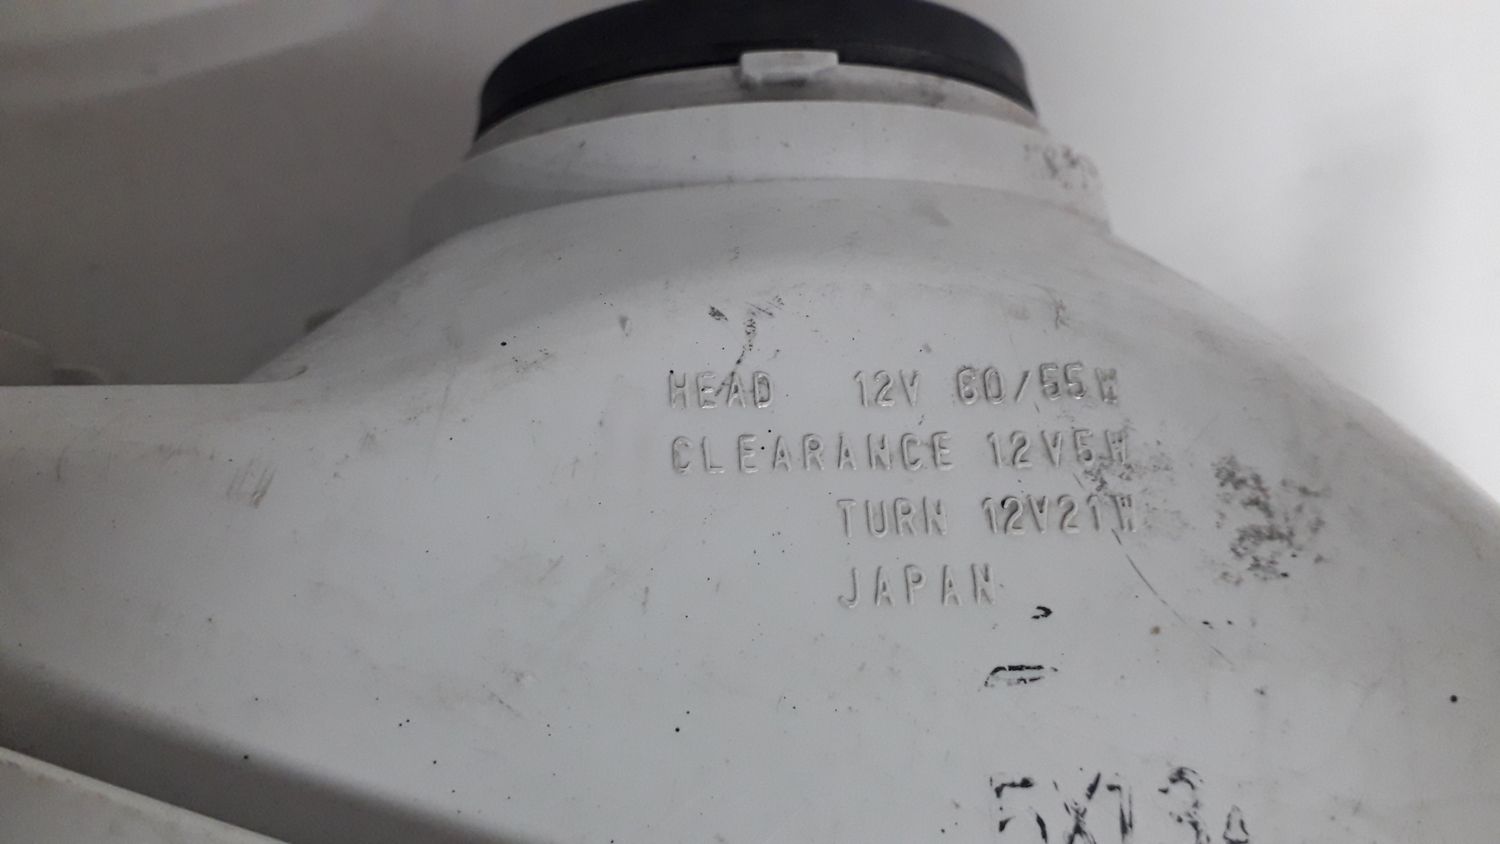 HEAD 12V 60/55W
CLEARANCE 12V5W
TURN 12V21W
JAPAN